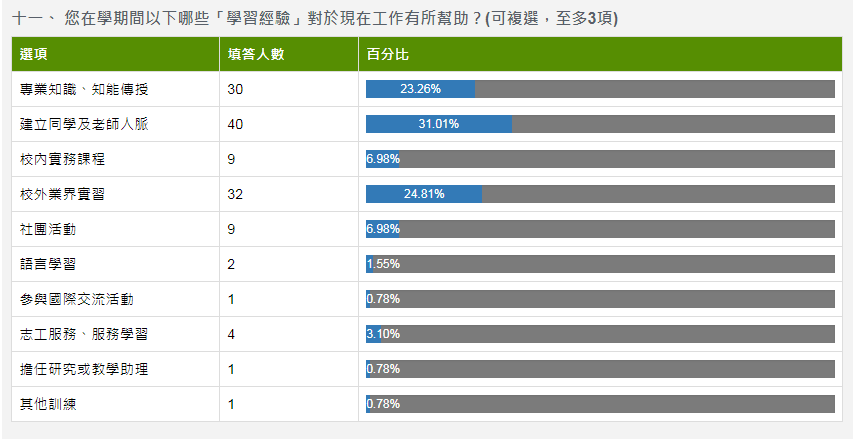 十一、 您在學期間以下哪些「學習經驗」對於現在工作有所幫助？(可複選，至多3項)
選項 填答人數 百分比
專業知識、知能傳授 30 23.26%
建立同學及老師人脈 40 31.01%
校內實務課程 9 6.98%
校外業界實習 32 24.81%
社團活動 9 6.98%
語言學習 2 1.55%
參與國際交流活動 1 0.78%
志工服務、服務學習 4 3.10%
擔任研究或教學助理 1 0.78%
其他訓練 1 0.78%